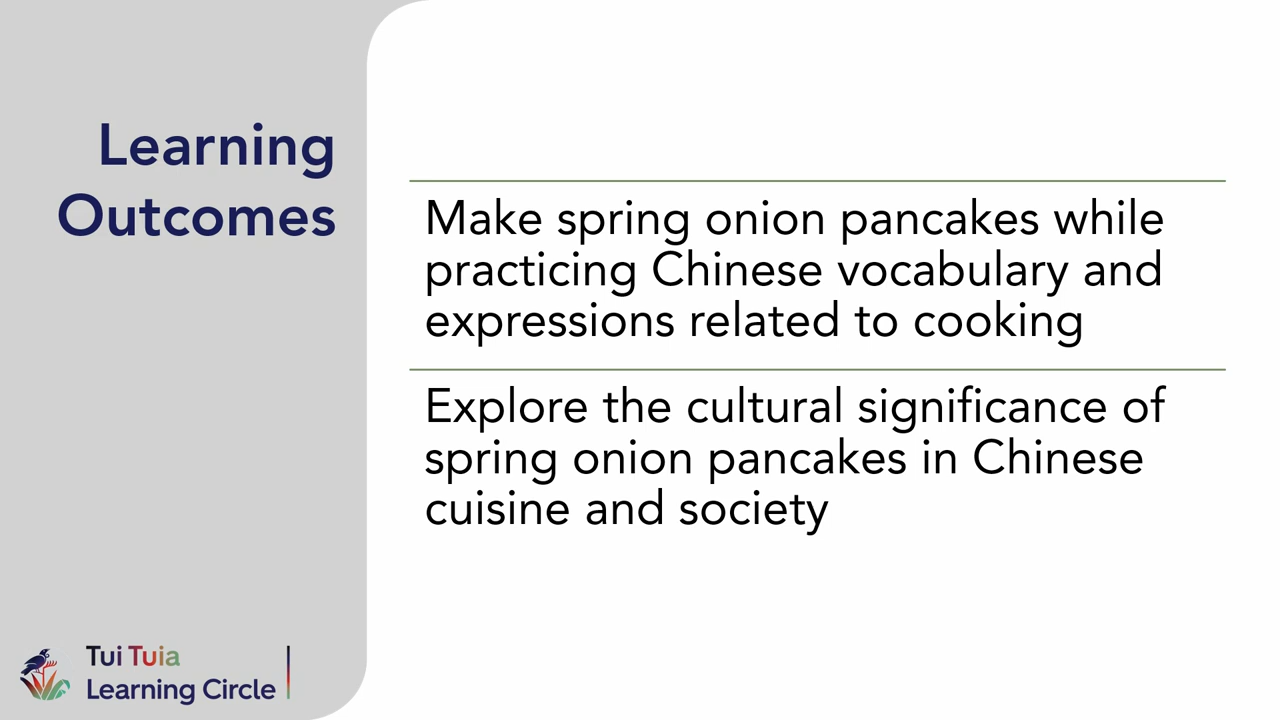 Learning
Outcomes
Make spring onion pancakes while
practicing Chinese vocabulary and
expressions related to cooking
Explore the cultural significance of
spring onion pancakes in Chinese
cuisine and society
Tui Tuia
Learning Circle